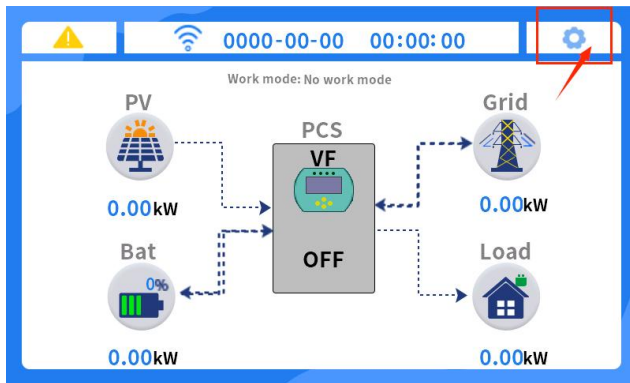 0000-00-00 00:00:00
Work mode: No work mode
PV
Grid
PCS
VF
0.00kW
0.00kW
Bat
OFF
Load
0%
0.00kW
0.00kW